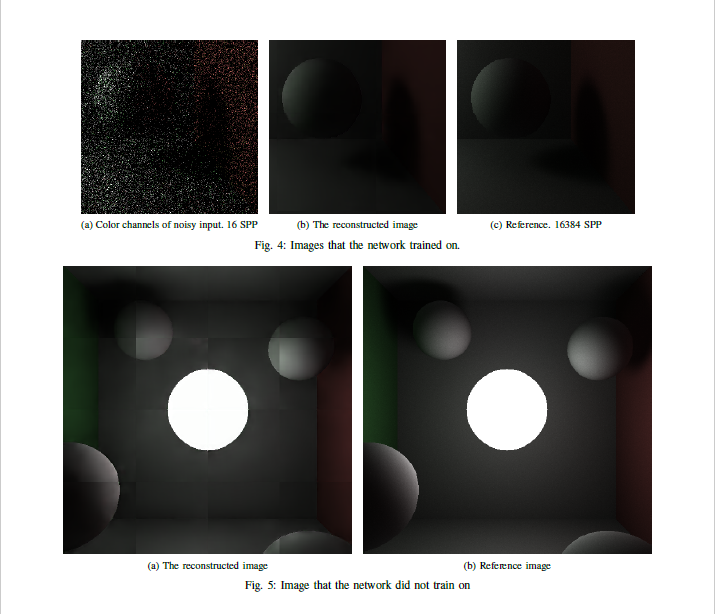 (a) Color channels of noisy input. 16 SPP
(b) The reconstructed image
(c) Reference. 16384 SPP
Fig. 4: Images that the network trained on.
(a) The reconstructed image
(b) Reference image
Fig. 5: Image that the network did not train on